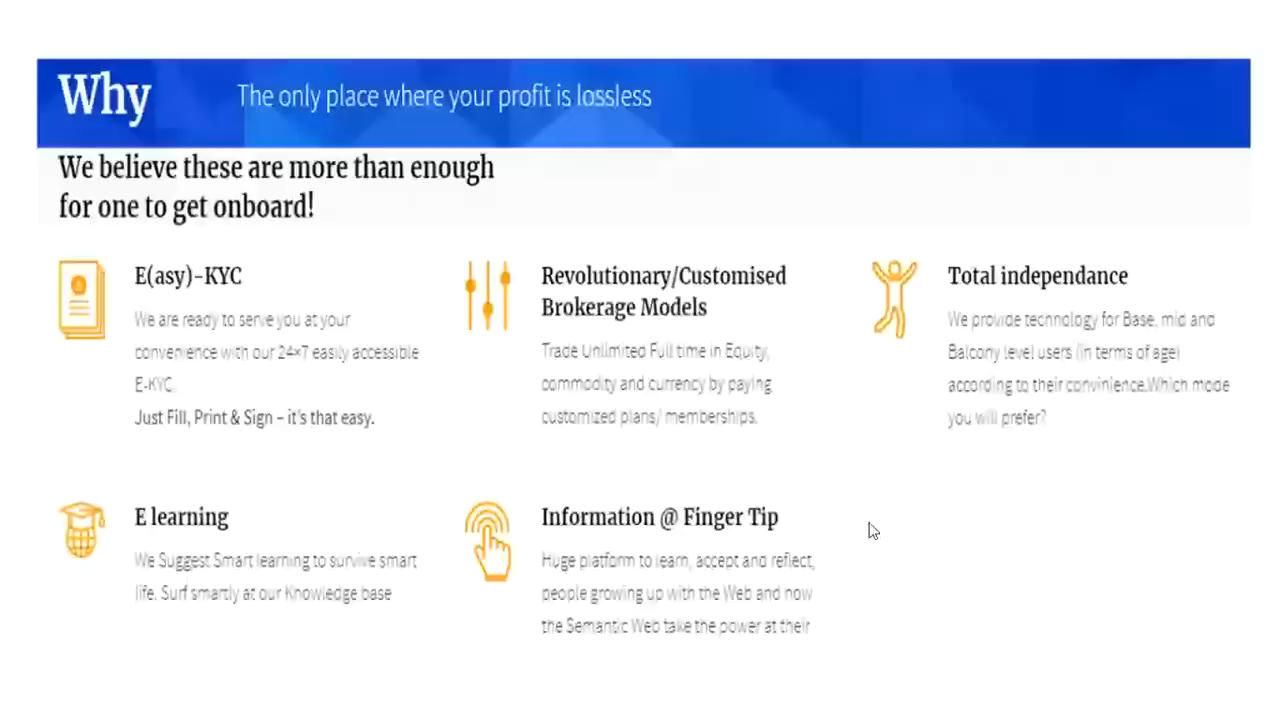 Why
The only place where your profit is lossless
We believe these are more than enough
for one to get onboard!
E(asy)-KYC
We are ready to serve you at your
convenience with our 24×7 easily accessible
E-KYC.
Just Fill, Print & Sign – it's that easy.
Revolutionary/Customised
Brokerage Models
Trade Unlimited Full time in Equity,
commodity and currency by paying
customized plans/ memberships.
Total independance
We provide technology for Base, mid and
Balcony level users (in terms of age)
according to their convinience.Which mode
you will prefer?
E learning
We Suggest Smart learning to survive smart
life. Surf smartly at our Knowledge base
Information @ Finger Tip
Huge platform to learn, accept and reflect,
people growing up with the Web and now
the Semantic Web take the power at their